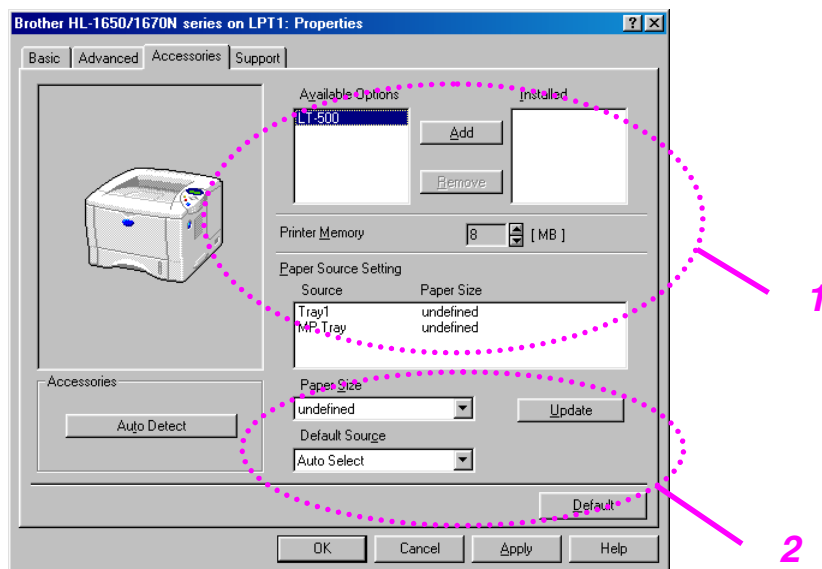 Brother HL-1650/1670N series on LPT1: Properties
Basic Advanced Accessories Support
Available Options Installed
LT-500
Add
Remove
Printer Memory 8 [ MB ]
Paper Source Setting
Source Paper Size
Tray1 undefined
MP Tray undefined
1
Accessories
Auto Detect
Paper Size
undefined
Update
Default Source
Auto Select
Default
2
OK Cancel Apply Help